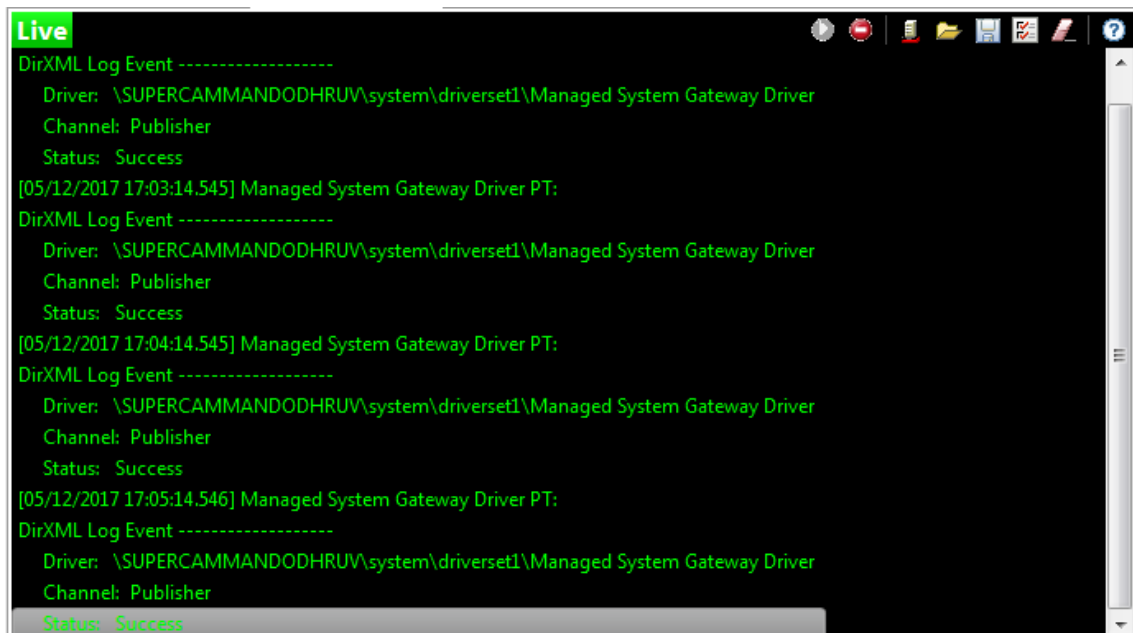 Live
DirXML Log Event -------------------
Driver: \SUPERCAMMANDODHRUV\system\driverset1\Managed System Gateway Driver
Channel: Publisher
Status: Success
[05/12/2017 17:03:14.545] Managed System Gateway Driver PT:
DirXML Log Event -------------------
Driver: \SUPERCAMMANDODHRUV\system\driverset1\Managed System Gateway Driver
Channel: Publisher
Status: Success
[05/12/2017 17:04:14.545] Managed System Gateway Driver PT:
DirXML Log Event -------------------
Driver: \SUPERCAMMANDODHRUV\system\driverset1\Managed System Gateway Driver
Channel: Publisher
Status: Success
[05/12/2017 17:05:14.546] Managed System Gateway Driver PT:
DirXML Log Event -------------------
Driver: \SUPERCAMMANDODHRUV\system\driverset1\Managed System Gateway Driver
Channel: Publisher
Status: Success